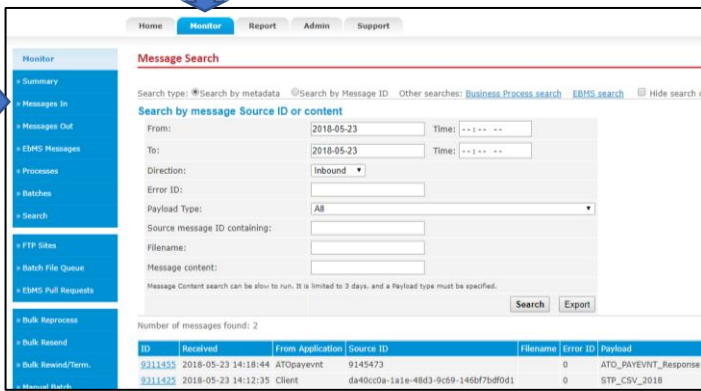 Home Monitor Report Admin Support
Monitor
» Summary
» Messages In
» Messages Out
» EbMS Messages
» Processes
» Batches
» Search
» FTP Sites
» Batch File Queue
» EbMS Pull Requests
» Bulk Reprocess
» Bulk Resend
» Bulk Rewind/Term.
» Manual Batch
Message Search
Search type: Search by metadata Search by Message ID Other searches: Business Process search EBMS search Hide search
Search by message Source ID or content
From: 2018-05-23 Time: --:-- --
To: 2018-05-23 Time: --:-- --
Direction: Inbound
Error ID:
Payload Type: All
Source message ID containing:
Filename:
Message content:
Message Content search can be slow to run. It is limited to 3 days, and a Payload type must be specified.
Search Export
Number of messages found: 2
ID Received From Application Source ID Filename Error ID Payload
9311455 2018-05-23 14:18:44 ATOpayevnt 9145473 0 ATO_PAYEVNT_Response
9311425 2018-05-23 14:12:35 Client da40cc0a-1a1e-48d3-9c69-146bf7bdf0d1 0 STP_CSV_2018